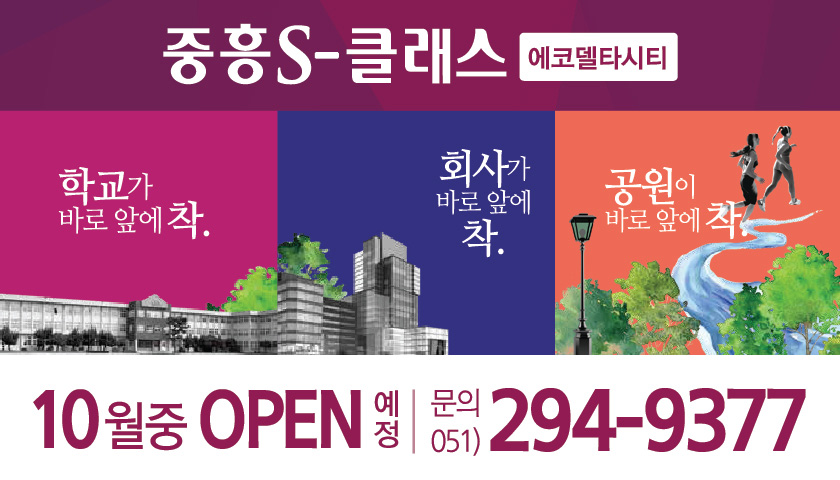 중흥S-클래스 에코델타시티
학교가
바로 앞에 착.
회사가
바로 앞에
착.
공원이
바로 앞에 착.
10월중 OPEN 예정
문의 051) 294-9377